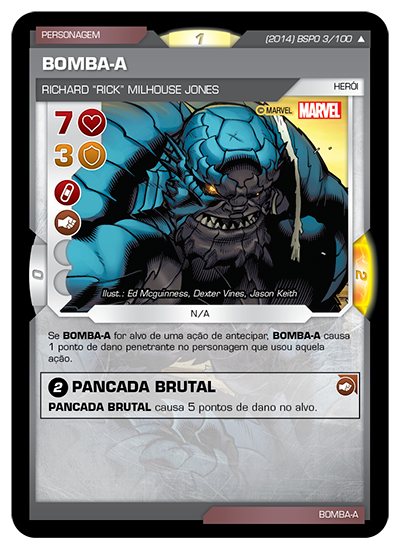 PERSONAGEM
1
(2014) BSP0 3/100 ▲
BOMBA-A
RICHARD "RICK" MILHOUSE JONES
HERÓI
7
© MARVEL MARVEL
3
0
2
Ilust.: Ed Mcguinness, Dexter Vines, Jason Keith
N/A
Se BOMBA-A for alvo de uma ação de antecipar, BOMBA-A causa
1 ponto de dano penetrante no personagem que usou aquela
ação.
2 PANCADA BRUTAL
PANCADA BRUTAL causa 5 pontos de dano no alvo.
BOMBA-A